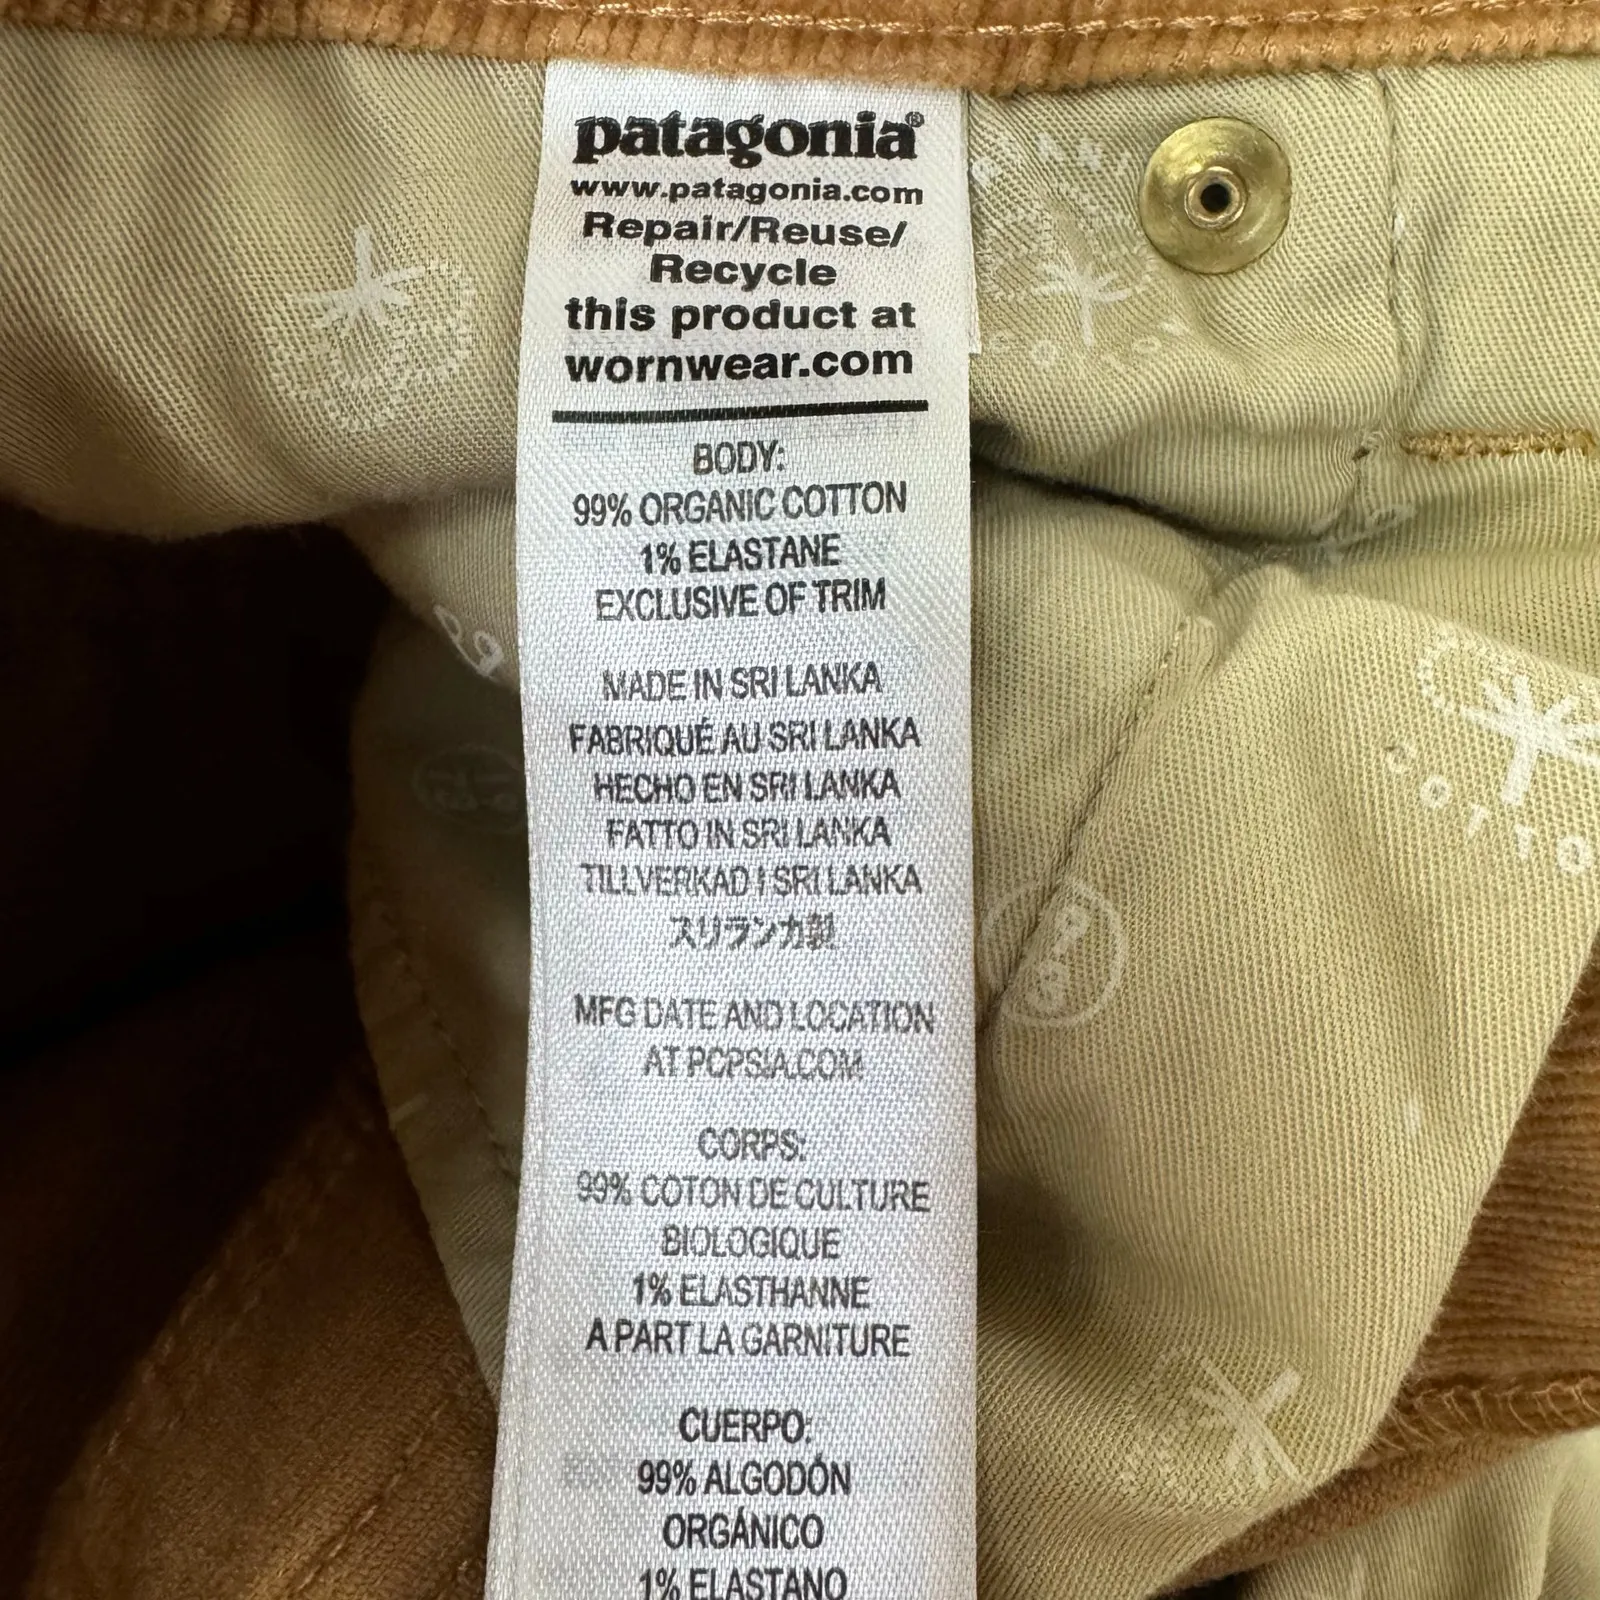 patagonia®
www.patagonia.com
Repair/Reuse/
Recycle
this product at
wornwear.com
BODY:
99% ORGANIC COTTON
1% ELASTANE
EXCLUSIVE OF TRIM
MADE IN SRI LANKA
FABRIQUÉ AU SRI LANKA
HECHO EN SRI LANKA
FATTO IN SRI LANKA
TILLVERKAD I SRI LANKA
スリランカ製
MFG DATE AND LOCATION
AT PCPSIA.COM
CORPS:
99% COTON DE CULTURE
BIOLOGIQUE
1% ELASTHANNE
A PART LA GARNITURE
CUERPO:
99% ALGODÓN
ORGÁNICO
1% ELASTANO
COTTO